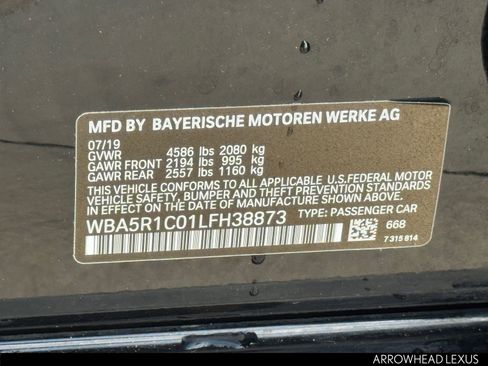 MFD BY BAYERISCHE MOTOREN WERKE AG
07/19
GVWR 4586 lbs 2080 kg
GAWR FRONT 2194 lbs 995 kg
GAWR REAR 2557 lbs 1160 kg
THIS VEHICLE CONFORMS TO ALL APPLICABLE U.S.FEDERAL MOTOR
VEHICLE SAFETY, BUMPER AND THEFT PREVENTION STANDARDS
IN EFFECT ON THE DATE OF MANUFACTURE SHOWN ABOVE.
WBA5R1C01LFH38873 TYPE: PASSENGER CAR
668
7 315 814
ARROWHEAD LEXUS